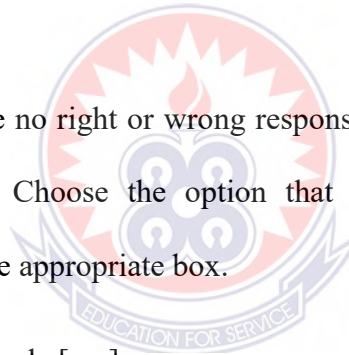 e no right or wrong respons
Choose the option that
e appropriate box.
EDUCATION FOR SERVICE